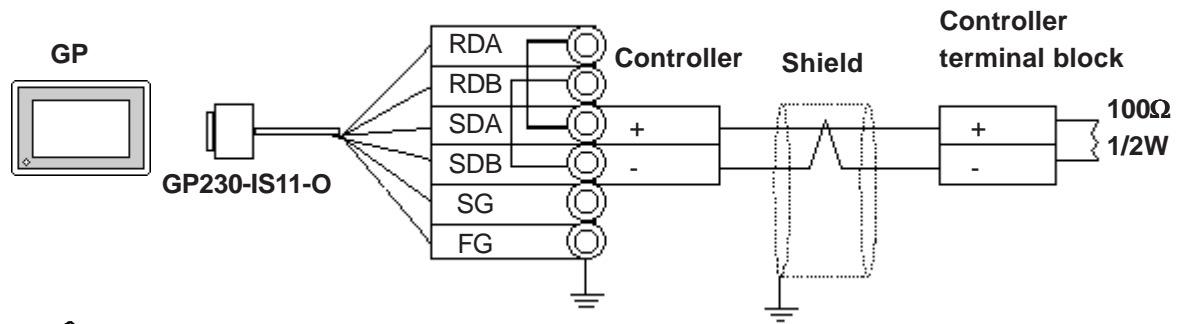 GP
GP230-IS11-O
RDA
RDB
SDA
SDB
SG
FG
Controller
+
-
Shield
Controller
terminal block
+
-
100Ω
1/2W